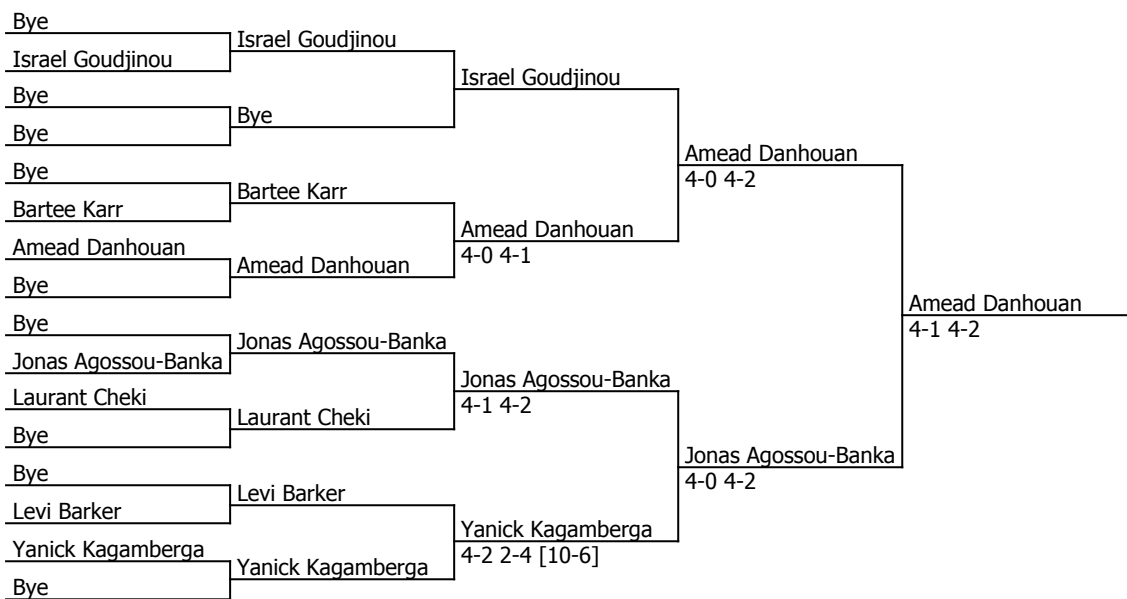 Bye
Israel Goudjinou
Bye
Bye
Bye
Bartee Karr
Amead Danhouan
Bye
Bye
Jonas Agossou-Banka
Laurant Cheki
Bye
Bye
Levi Barker
Yanick Kagamberga
Bye
Israel Goudjinou
Bye
Bartee Karr
Amead Danhouan
Jonas Agossou-Banka
Laurant Cheki
Levi Barker
Yanick Kagamberga
Israel Goudjinou
Amead Danhouan
4-0 4-1
Jonas Agossou-Banka
4-1 4-2
Yanick Kagamberga
4-2 2-4 [10-6]
Amead Danhouan
4-0 4-2
Jonas Agossou-Banka
4-0 4-2
Amead Danhouan
4-1 4-2